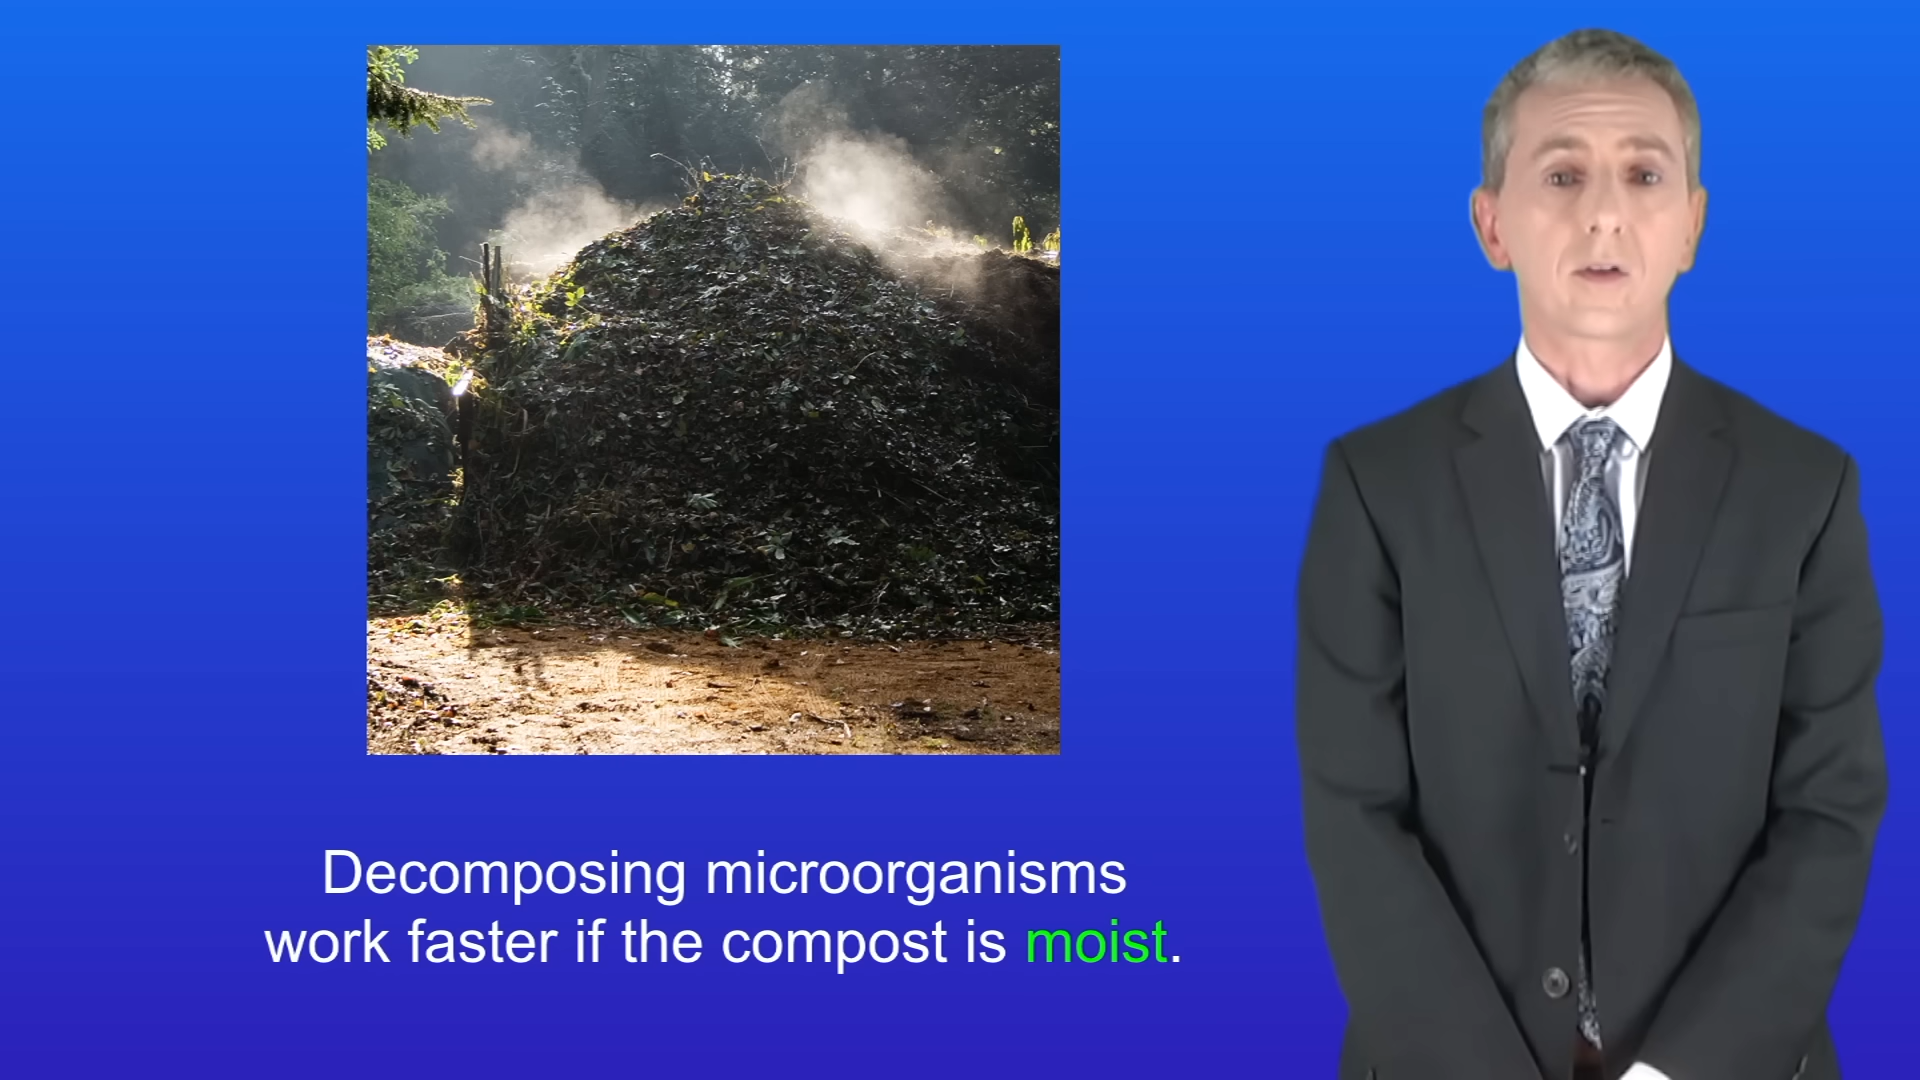 Decomposing microorganisms
work faster if the compost is moist.